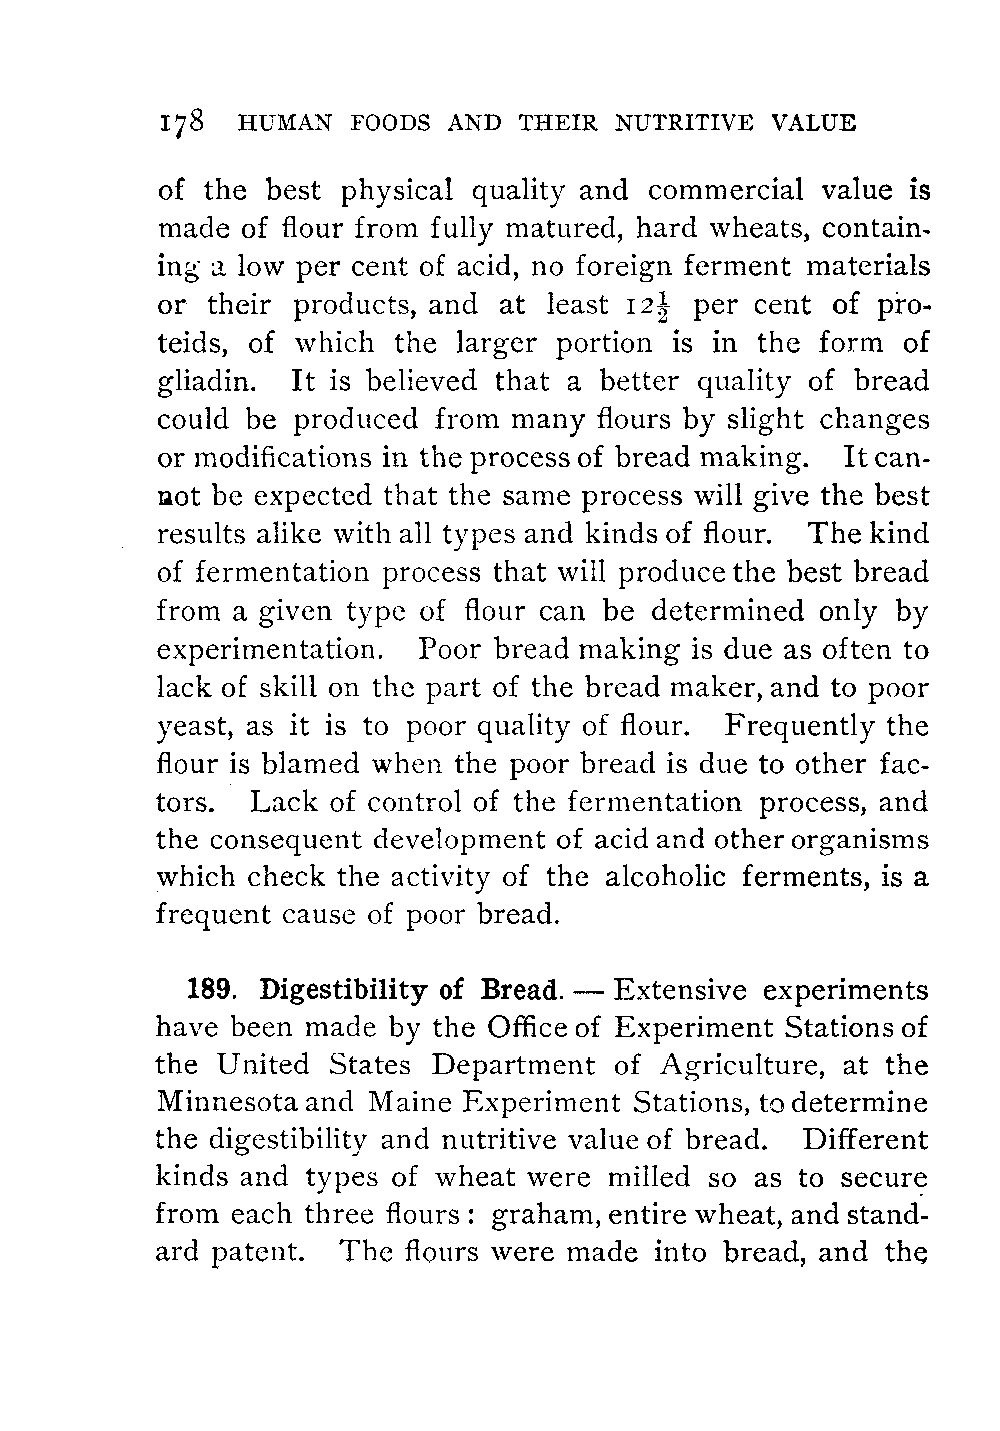 178 HUMAN FOODS AND THEIR NUTRITIVE VALUE
of the best physical quality and commercial value is
made of flour from fully matured, hard wheats, contain-
ing a low per cent of acid, no foreign ferment materials
or their products, and at least 12½ per cent of pro-
teids, of which the larger portion is in the form of
gliadin. It is believed that a better quality of bread
could be produced from many flours by slight changes
or modifications in the process of bread making. It can-
not be expected that the same process will give the best
results alike with all types and kinds of flour. The kind
of fermentation process that will produce the best bread
from a given type of flour can be determined only by
experimentation. Poor bread making is due as often to
lack of skill on the part of the bread maker, and to poor
yeast, as it is to poor quality of flour. Frequently the
flour is blamed when the poor bread is due to other fac-
tors. Lack of control of the fermentation process, and
the consequent development of acid and other organisms
which check the activity of the alcoholic ferments, is a
frequent cause of poor bread.
189. Digestibility of Bread. — Extensive experiments
have been made by the Office of Experiment Stations of
the United States Department of Agriculture, at the
Minnesota and Maine Experiment Stations, to determine
the digestibility and nutritive value of bread. Different
kinds and types of wheat were milled so as to secure
from each three flours: graham, entire wheat, and stand-
ard patent. The flours were made into bread, and the